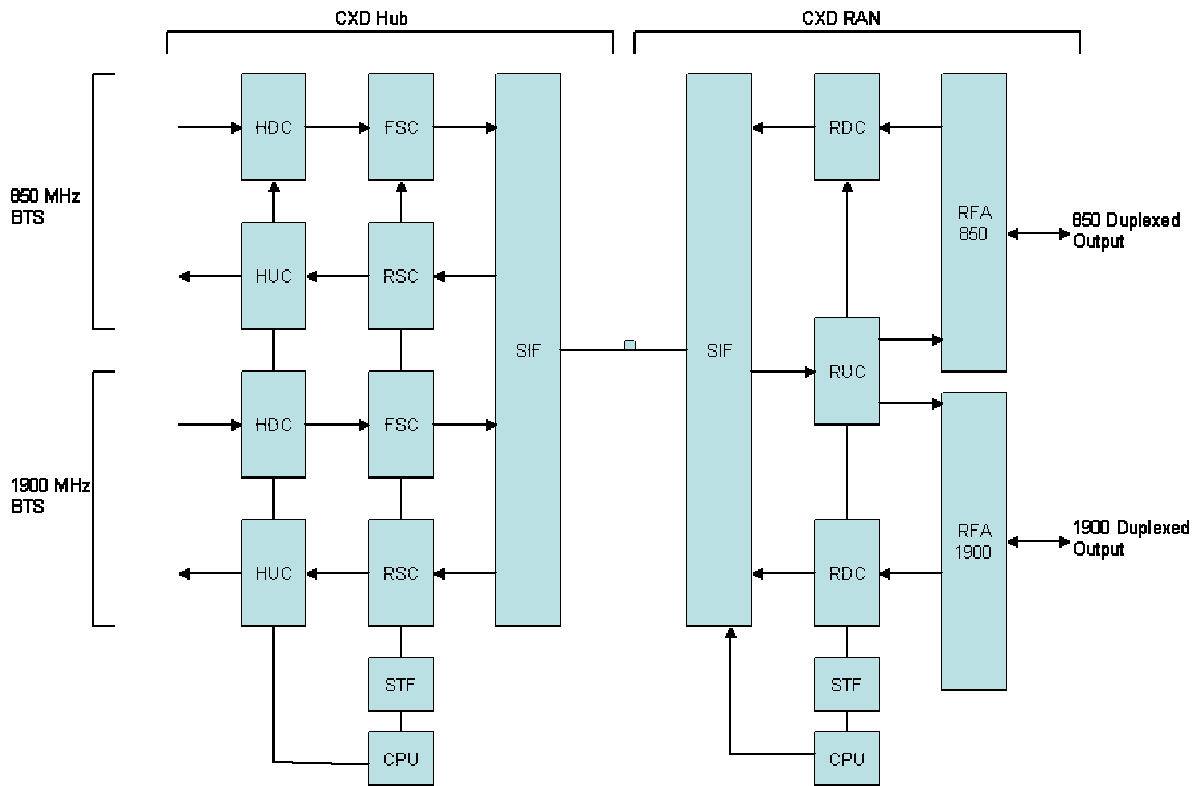 CXD Hub
CXD RAN
HDC
FSC
RDC
850 MHz
BTS
RFA
850
850 Duplexed
Output
HUC
RSC
SIF
SIF
RUC
HDC
FSC
1900 MHz
BTS
RFA
1900
1900 Duplexed
Output
HUC
RSC
RDC
STF
STF
CPU
CPU